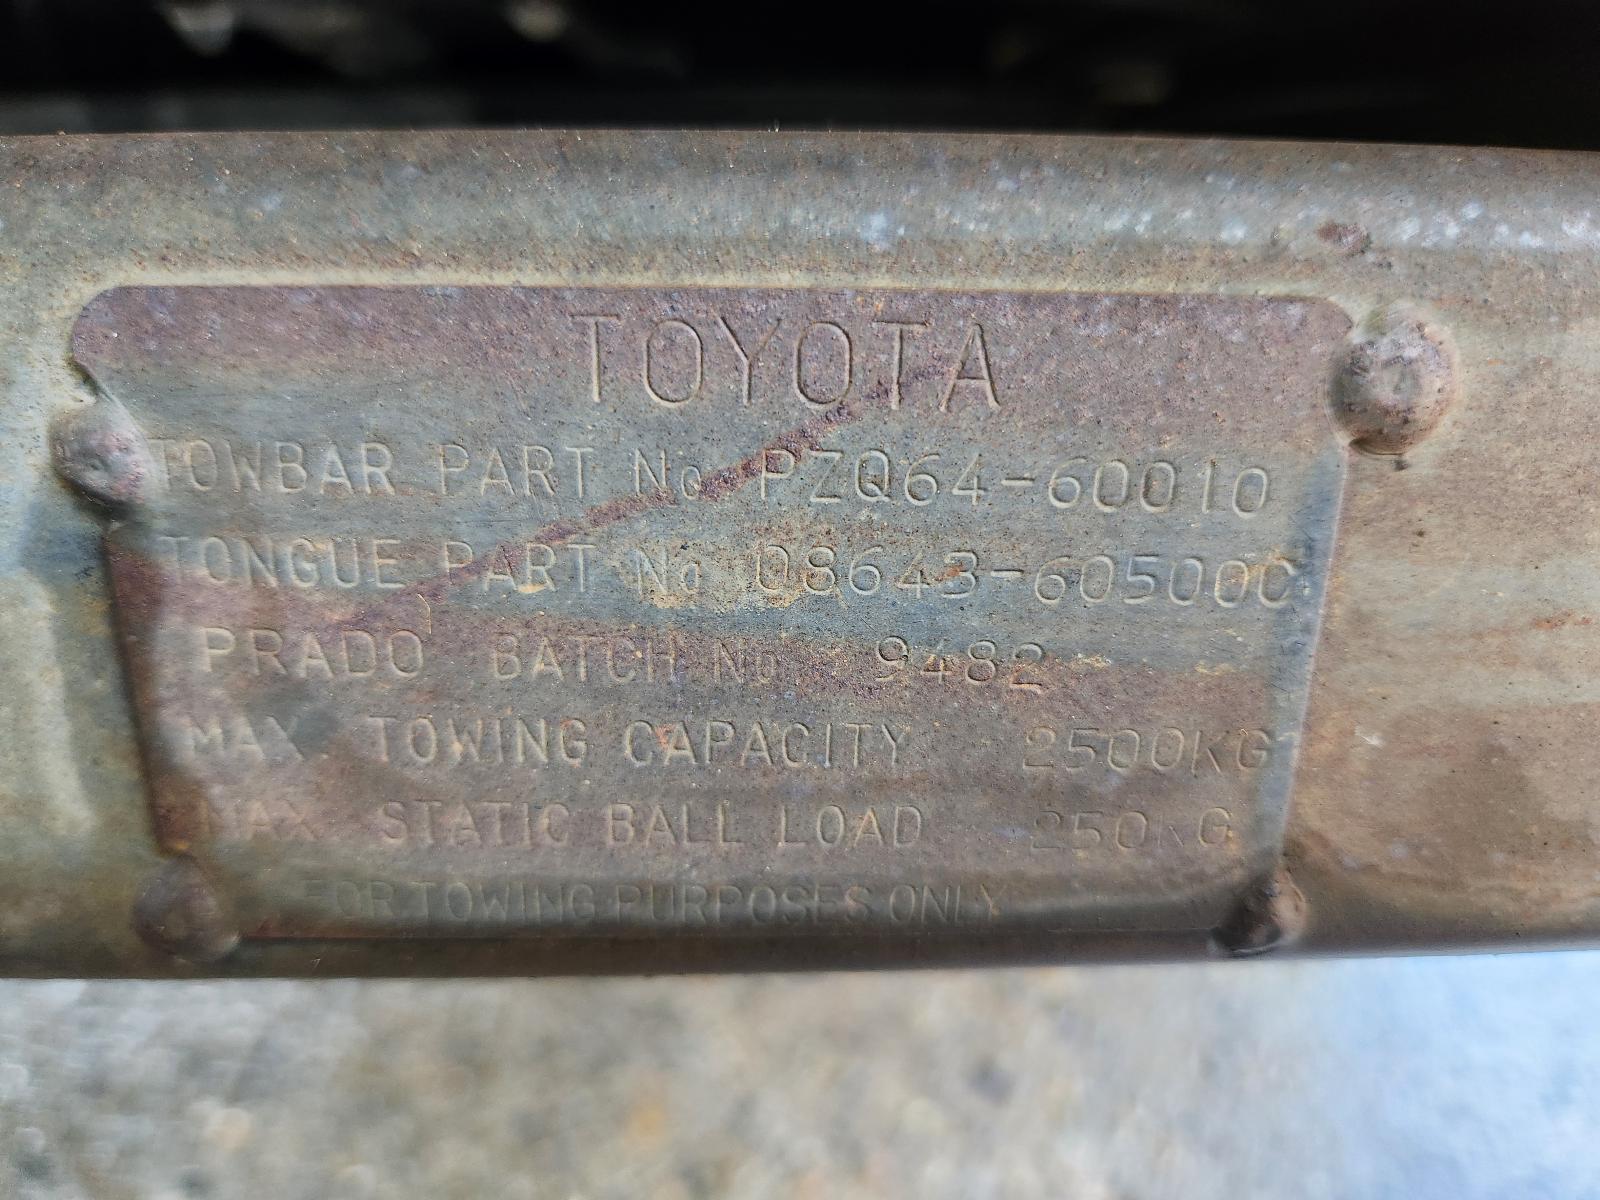 TOYOTA
TOWBAR PART No PZQ64-60010
TONGUE PART No 08643-60500C
PRADO BATCH No 9482
MAX. TOWING CAPACITY 2500KG
MAX. STATIC BALL LOAD 250KG
FOR TOWING PURPOSES ONLY